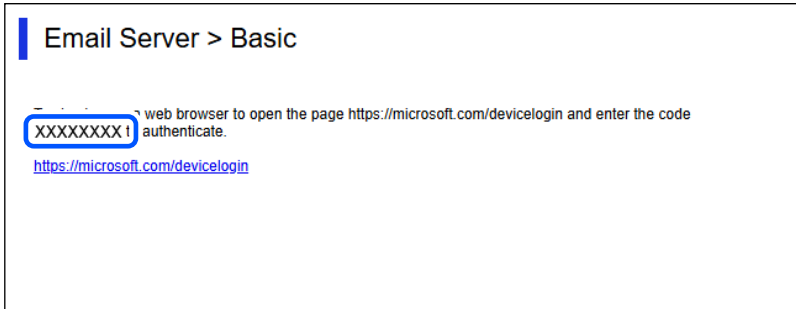 Email Server > Basic
web browser to open the page https://microsoft.com/devicelogin and enter the code
XXXXXXXX t authenticate.
https://microsoft.com/devicelogin